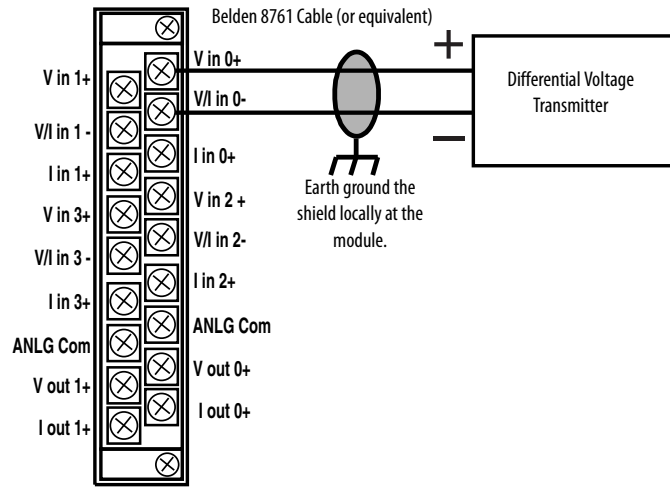 Belden 8761 Cable (or equivalent)
V in 0+
V/I in 0-
I in 0+
V in 2 +
V/I in 2-
I in 2+
ANLG Com
V out 0+
I out 0+
V in 1+
V/I in 1 -
I in 1+
V in 3+
V/I in 3 -
I in 3+
ANLG Com
V out 1+
I out 1+
+
—
Differential Voltage
Transmitter
Earth ground the
shield locally at the
module.